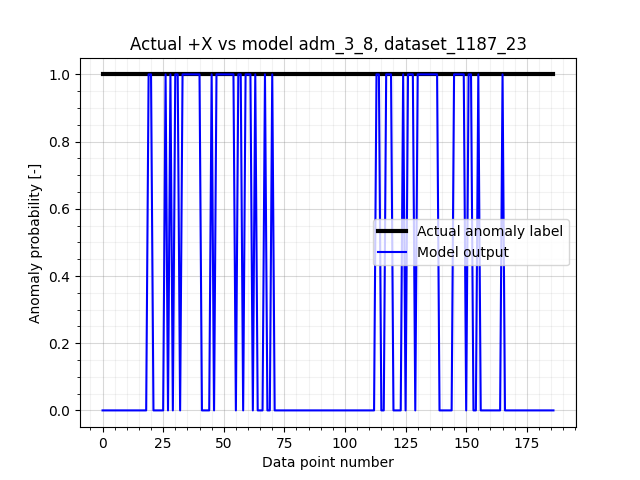 Actual +X vs model adm_3_8, dataset_1187_23
Anomaly probability [-]
1.0
0.8
0.6
0.4
0.2
0.0
Actual anomaly label
Model output
0 25 50 75 100 125 150 175
Data point number